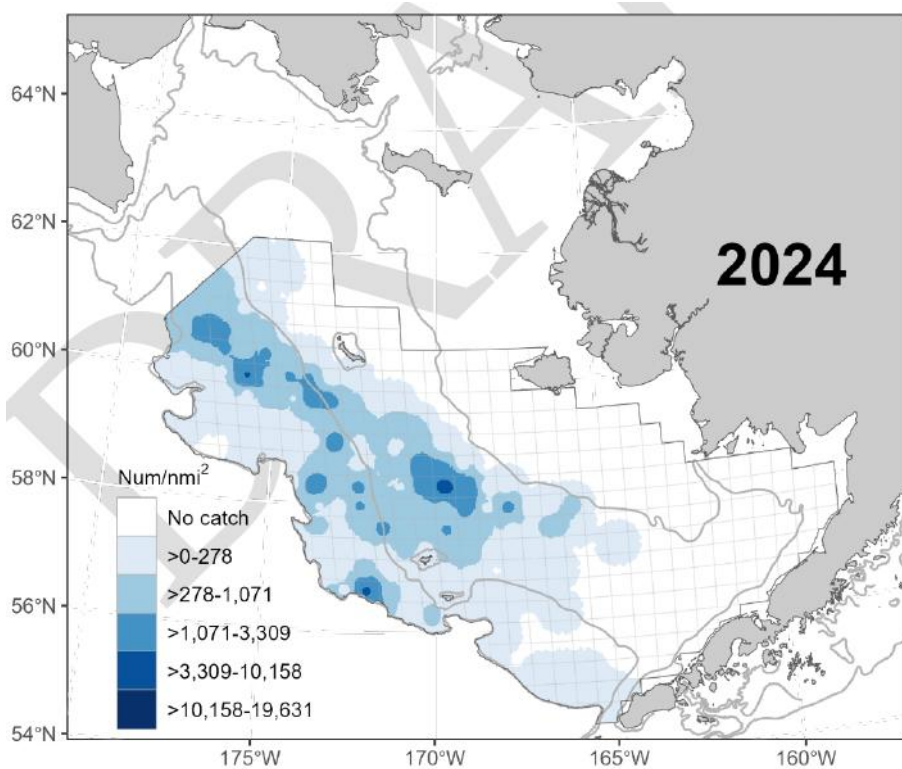 DRA
64°N
62°N
60°N
58°N
56°N
54°N
2024
Num/nmi²
No catch
>0-278
>278-1,071
>1,071-3,309
>3,309-10,158
>10,158-19,631
175°W
170°W
165°W
160°W